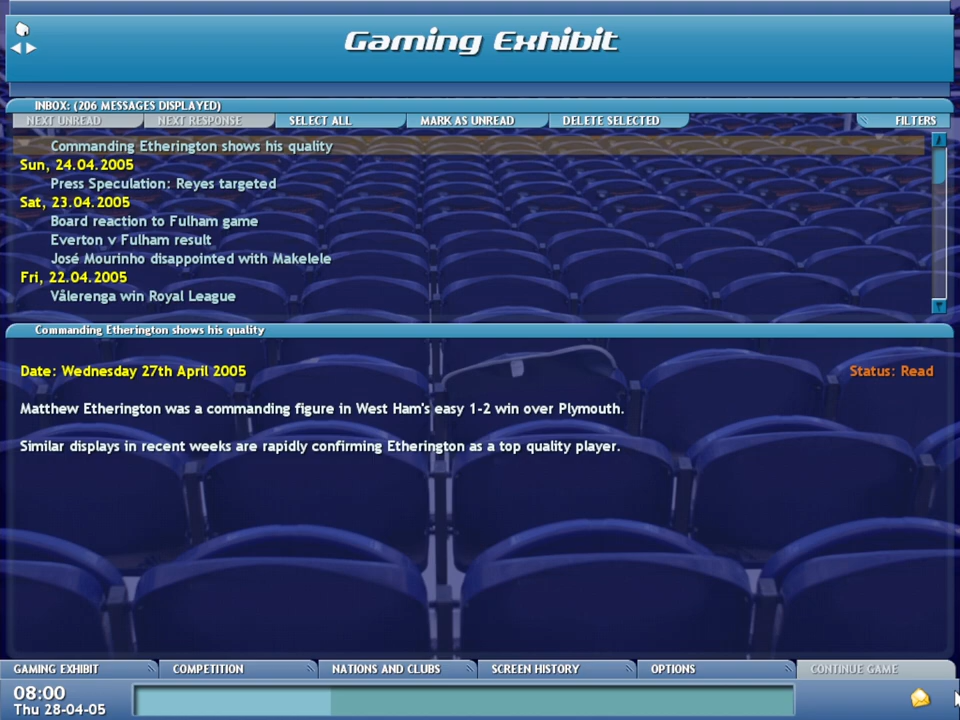 Gaming Exhibit
INBOX: (206 MESSAGES DISPLAYED)
NEXT UNREAD
NEXT RESPONSE
SELECT ALL
MARK AS UNREAD
DELETE SELECTED
FILTERS
Commanding Etherington shows his quality
Sun, 24.04.2005
Press Speculation: Reyes targeted
Sat, 23.04.2005
Board reaction to Fulham game
Everton v Fulham result
José Mourinho disappointed with Makelele
Fri, 22.04.2005
Vålerenga win Royal League
Commanding Etherington shows his quality
Date: Wednesday 27th April 2005
Status: Read
Matthew Etherington was a commanding figure in West Ham's easy 1-2 win over Plymouth.
Similar displays in recent weeks are rapidly confirming Etherington as a top quality player.
GAMING EXHIBIT
COMPETITION
NATIONS AND CLUBS
SCREEN HISTORY
OPTIONS
CONTINUE GAME
08:00
Thu 28-04-05